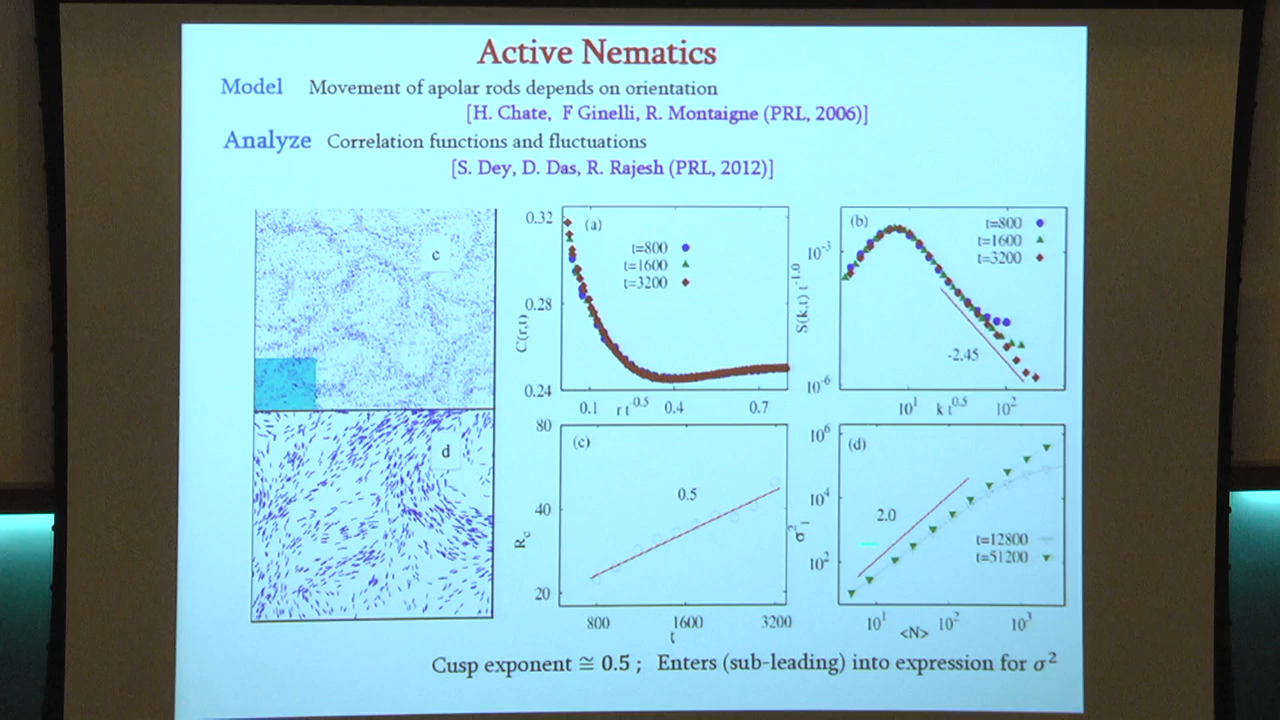 Active Nematics
Model Movement of apolar rods depends on orientation
[H. Chate, F Ginelli, R. Montaigne (PRL, 2006)]
Analyze Correlation functions and fluctuations
[S. Dey, D. Das, R. Rajesh (PRL, 2012)]
c
d
(a)
t=800
t=1600
t=3200
0.32
0.28
0.24
C(r,t)
0.1 r t^-0.5 0.4 0.7
(b)
t=800
t=1600
t=3200
10^-3
10^-6
S(k,t) t^-1.0
-2.45
10^1 k t^0.5 10^2
(c)
80
40
20
R_c
0.5
800 1600 3200
t
(d)
10^6
10^4
10^2
σ^2_l
2.0
t=12800
t=51200
10^1 <N> 10^2 10^3
Cusp exponent ≅ 0.5 ; Enters (sub-leading) into expression for σ^2